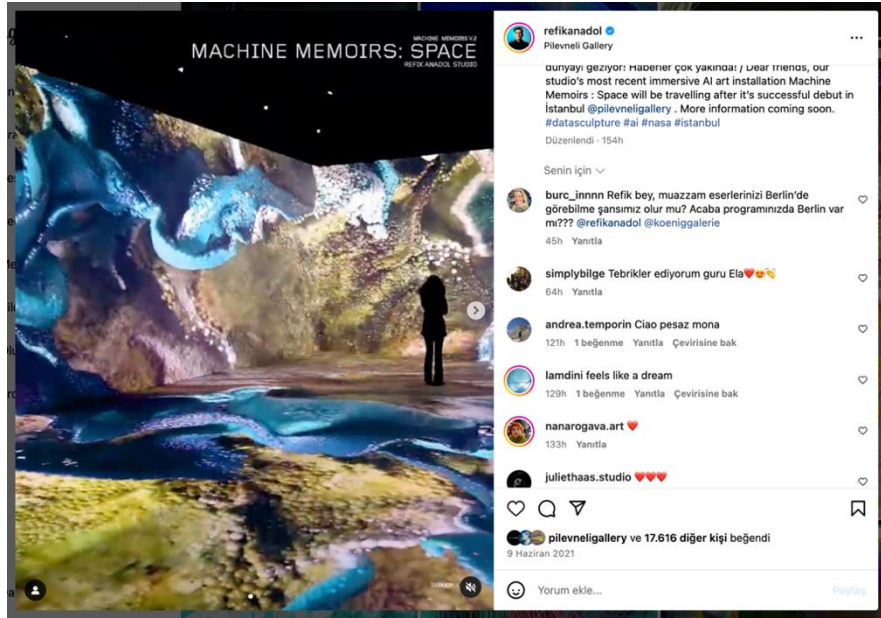 MACHINE MEMOIRS V.2
MACHINE MEMOIRS: SPACE
REFIK ANADOL STUDIO
refikanadol
Pilevneli Gallery
dünyayı geziyor! Haberler çok yakında! / Dear friends, our
studio's most recent immersive AI art installation Machine
Memoirs : Space will be travelling after it's successful debut in
İstanbul @pilevneligallery . More information coming soon.
#datasculpture #ai #nasa #istanbul
Düzenlendi · 154h
Senin için
burc_innnn Refik bey, muazzam eserlerinizi Berlin'de
görebilme şansımız olur mu? Acaba programınızda Berlin var
mı??? @refikanadol @koeniggalerie
45h Yanıtla
simplybilge Tebrikler ediyorum guru Ela❤️😍👏
64h Yanıtla
andrea.temporin Ciao pesaz mona
121h 1 beğenme Yanıtla Çevirisine bak
lamdini feels like a dream
129h 1 beğenme Yanıtla Çevirisine bak
nanarogava.art ❤️
133h Yanıtla
juliethaas.studio ❤️❤️❤️
pilevneligallery ve 17.616 diğer kişi beğendi
9 Haziran 2021
Yorum ekle...
Paylaş